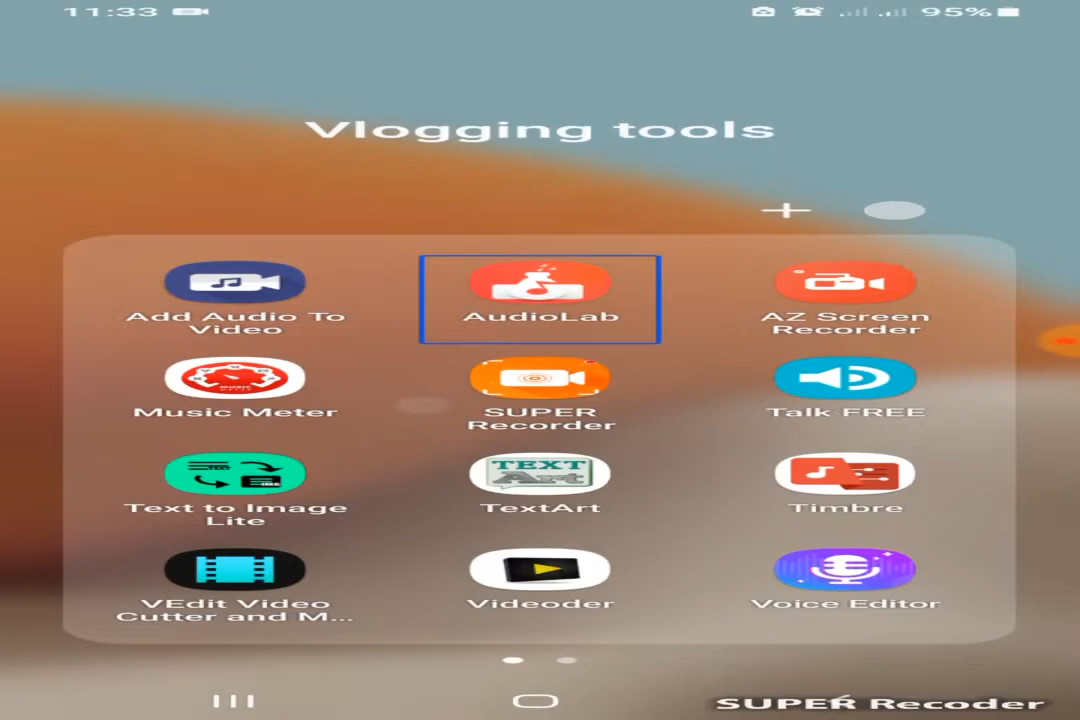 11:33
95%
Vlogging tools
Add Audio To
Video
AudioLab
AZ Screen
Recorder
MUSIC
Music Meter
SUPER
Recorder
Talk FREE
Text to Image
Lite
TEXT
Art
TextArt
Timbre
VEdit Video
Cutter and M...
Videoder
Voice Editor
SUPER Recoder